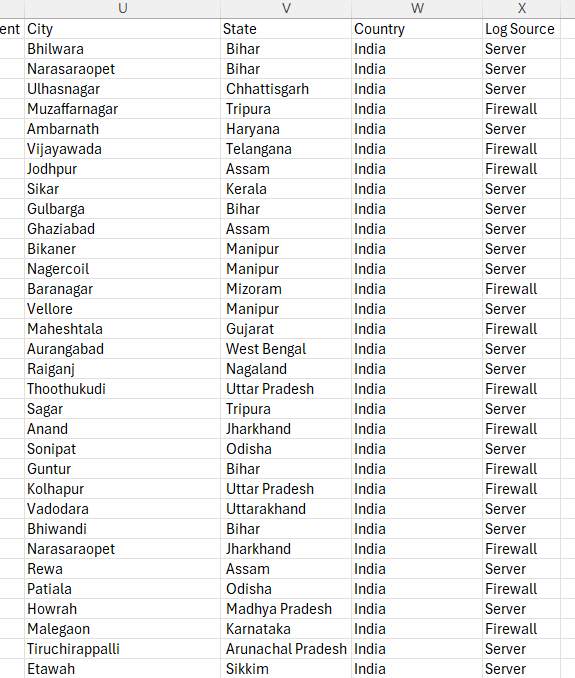 U V W X
ent City State Country Log Source
Bhilwara Bihar India Server
Narasaraopet Bihar India Server
Ulhasnagar Chhattisgarh India Server
Muzaffarnagar Tripura India Firewall
Ambarnath Haryana India Server
Vijayawada Telangana India Firewall
Jodhpur Assam India Firewall
Sikar Kerala India Server
Gulbarga Bihar India Server
Ghaziabad Assam India Server
Bikaner Manipur India Server
Nagercoil Manipur India Server
Baranagar Mizoram India Firewall
Vellore Manipur India Server
Maheshtala Gujarat India Firewall
Aurangabad West Bengal India Server
Raiganj Nagaland India Server
Thoothukudi Uttar Pradesh India Firewall
Sagar Tripura India Server
Anand Jharkhand India Firewall
Sonipat Odisha India Server
Guntur Bihar India Firewall
Kolhapur Uttar Pradesh India Firewall
Vadodara Uttarakhand India Server
Bhiwandi Bihar India Server
Narasaraopet Jharkhand India Firewall
Rewa Assam India Server
Patiala Odisha India Firewall
Howrah Madhya Pradesh India Server
Malegaon Karnataka India Firewall
Tiruchirappalli Arunachal Pradesh India Server
Etawah Sikkim India Server